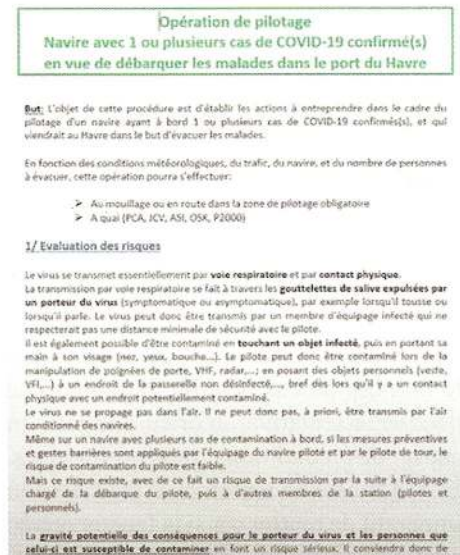 Opération de pilotage
Navire avec 1 ou plusieurs cas de COVID-19 confirmé(s)
en vue de débarquer les malades dans le port du Havre
But: L'objet de cette procédure est d'établir les actions à entreprendre dans le cadre du
pilotage d'un navire ayant à bord 1 ou plusieurs cas de COVID-19 confirmés(s), et qui
viendrait au Havre dans le but d'évacuer les malades.
En fonction des conditions météorologiques, du trafic, du navire, et du nombre de personnes
à évacuer, cette opération pourra s'effectuer:
➤ Au mouillage ou en route dans la zone de pilotage obligatoire
➤ A quai (PCA, JCV, ASI, OSK, P2000)
1/ Evaluation des risques
Le virus se transmet essentiellement par voie respiratoire et par contact physique.
La transmission par voie respiratoire se fait à travers les gouttelettes de salive expulsées par
un porteur du virus (symptomatique ou asymptomatique), par exemple lorsqu'il tousse ou
lorsqu'il parle. Le virus peut donc être transmis par un membre d'équipage infecté qui ne
respecterait pas une distance minimale de sécurité avec le pilote.
Il est également possible d'être contaminé en touchant un objet infecté, puis en portant sa
main à son visage (nez, yeux, bouche...). Le pilote peut donc être contaminé lors de la
manipulation de poignées de porte, VHF, radar,...; en posant des objets personnels (veste,
VFI,...) à un endroit de la passerelle non désinfecté,..., bref dès lors qu'il y a un contact
physique avec un endroit potentiellement contaminé.
Le virus ne se propage pas dans l'air. Il ne peut donc pas, à priori, être transmis par l'air
conditionné des navires.
Même sur un navire avec plusieurs cas de contamination à bord, si les mesures préventives
et gestes barrières sont appliqués par l'équipage du navire piloté et par le pilote de tour, le
risque de contamination du pilote est faible.
Mais ce risque existe, avec de ce fait un risque de transmission par la suite à l'équipage
chargé de la débarque du pilote, puis à d'autres membres de la station (pilotes et
personnels).
La gravité potentielle des conséquences pour le porteur du virus et les personnes que
celui-ci est susceptible de contaminer en font un risque sérieux. Il conviendra donc de